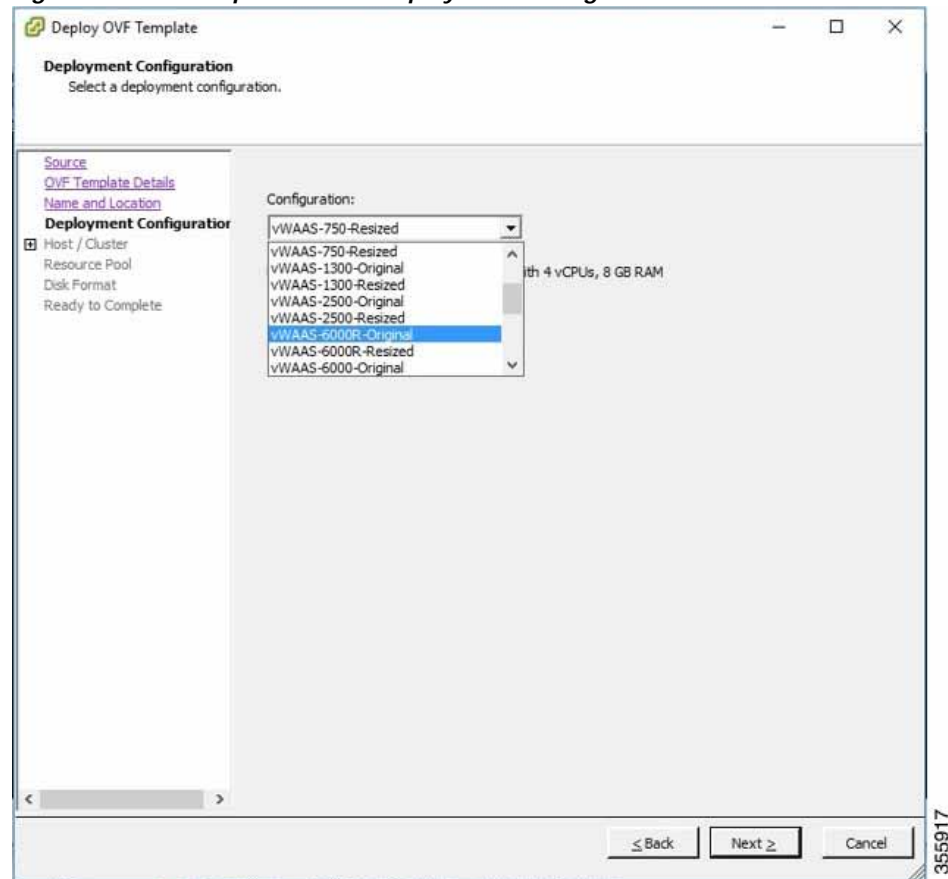 Deploy OVF Template
Deployment Configuration
Select a deployment configuration.
Source
OVF Template Details
Name and Location
Deployment Configuration
Host / Cluster
Resource Pool
Disk Format
Ready to Complete
Configuration:
vWAAS-750-Resized
vWAAS-750-Resized
vWAAS-1300-Original
vWAAS-1300-Resized
vWAAS-2500-Original
vWAAS-2500-Resized
vWAAS-6000R-Original
vWAAS-6000R-Resized
vWAAS-6000-Original
ith 4 vCPUs, 8 GB RAM
≤ Back
Next ≥
Cancel
355917